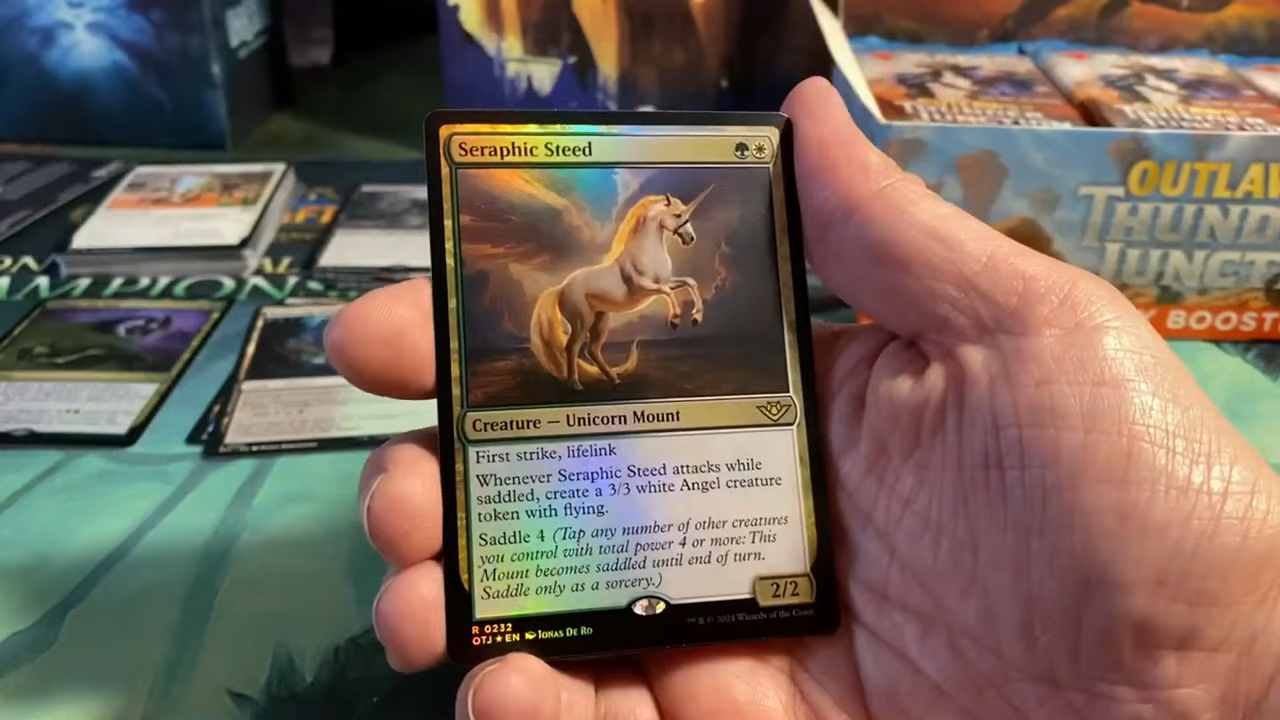 Seraphic Steed
Creature — Unicorn Mount
First strike, lifelink
Whenever Seraphic Steed attacks while
saddled, create a 3/3 white Angel creature
token with flying.
Saddle 4 (Tap any number of other creatures
you control with total power 4 or more: This
Mount becomes saddled until end of turn.
Saddle only as a sorcery.)
2/2
R 0232
OTJ ★ EN Jonas De Ro
™ & © 2024 Wizards of the Coast
OUTLAW
THUND
JUNCT
BOOST
AMPION